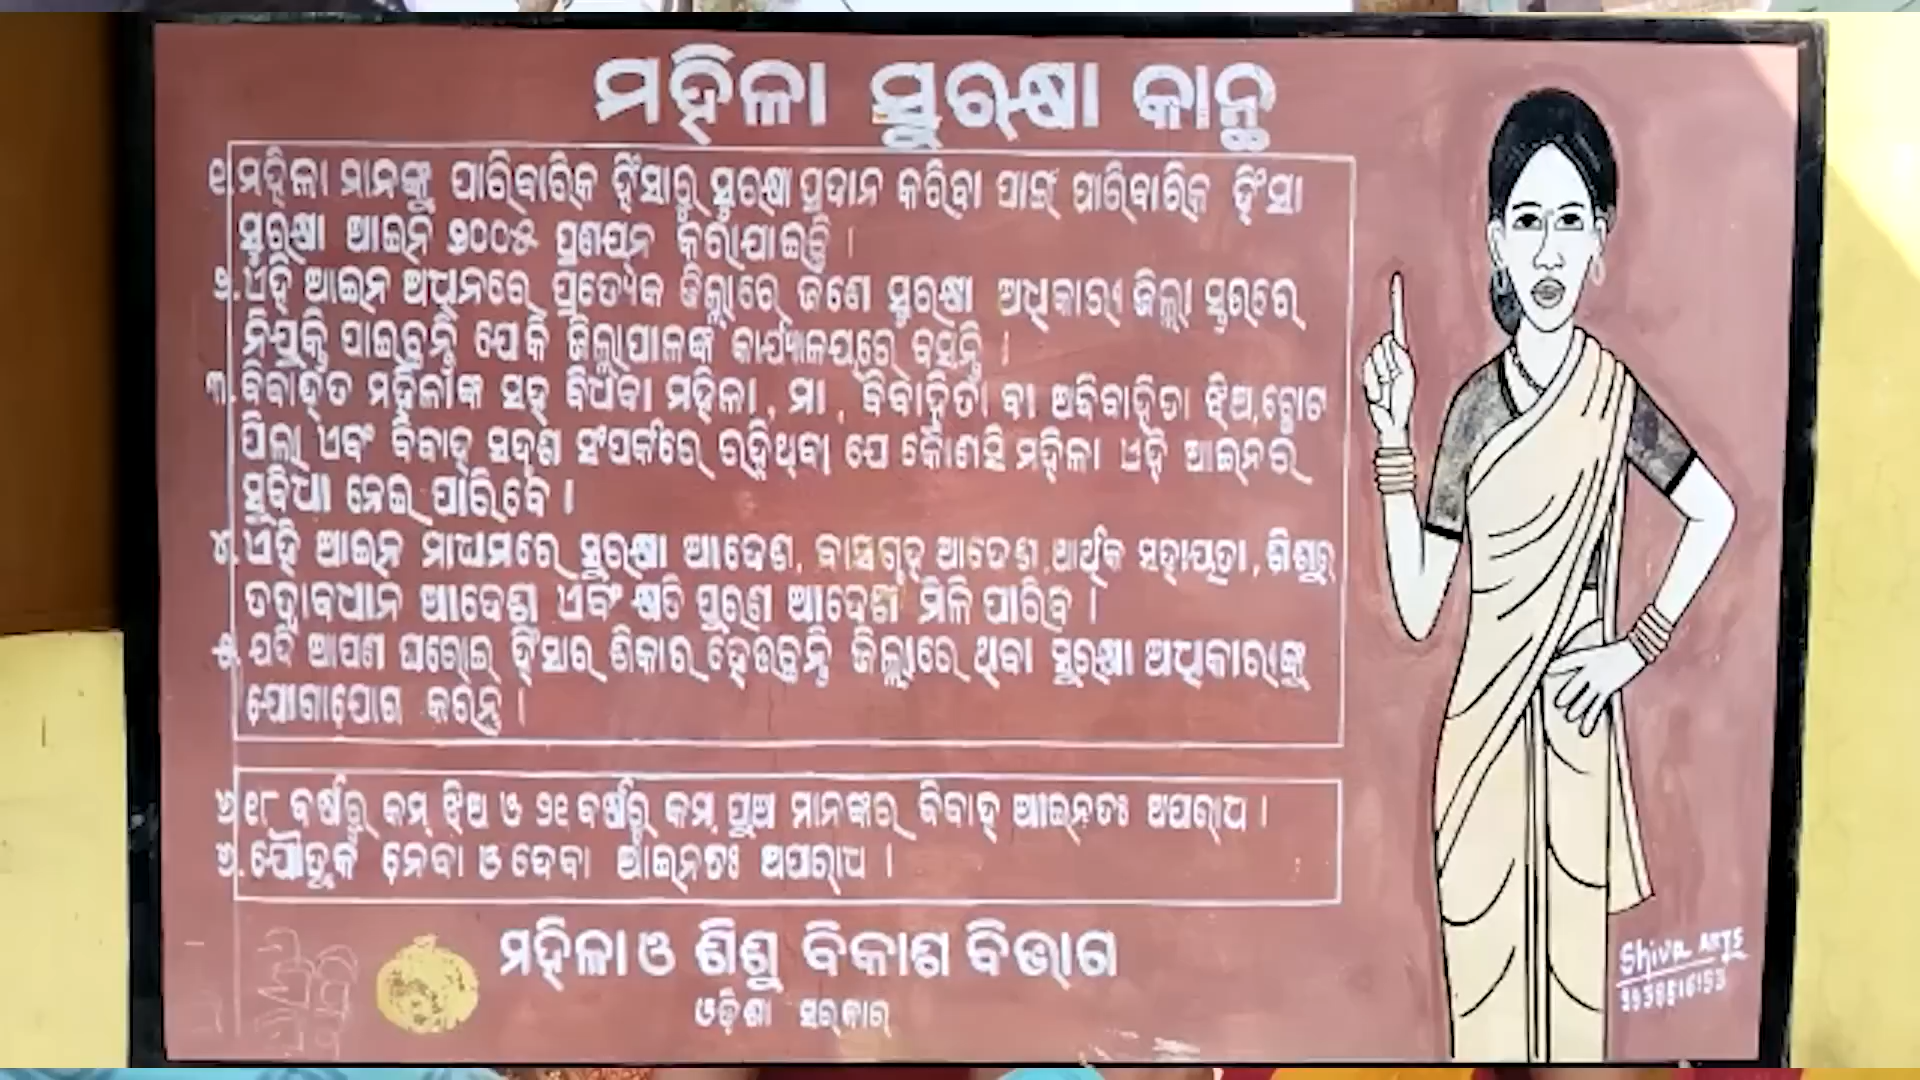 ମହିଳା ସୁରକ୍ଷା କାନ୍ଥ
୧. ମହିଳା ମାନଙ୍କୁ ପାରିବାରିକ ହିଂସାରୁ ସୁରକ୍ଷା ପ୍ରଦାନ କରିବା ପାଇଁ ପାରିବାରିକ ହିଂସା
ସୁରକ୍ଷା ଆଇନ ୨୦୦୫ ପ୍ରଣୟନ କରାଯାଇଛି ।
୨. ଏହି ଆଇନ ଅଧିନରେ ପ୍ରତ୍ୟେକ ଜିଲ୍ଲାରେ ଜଣେ ସୁରକ୍ଷା ଅଧିକାରୀ ଜିଲ୍ଲା ସ୍ତରରେ
ନିଯୁକ୍ତି ପାଇଛନ୍ତି ଯେକି ଜିଲ୍ଲାପାଳଙ୍କ କାର୍ଯ୍ୟାଳୟରେ ବସନ୍ତି ।
୩. ବିବାହିତ ମହିଳାଙ୍କ ସହ ବିଧବା ମହିଳା, ମା, ବିବାହିତା ବା ଅବିବାହିତା ଝିଅ, ଛୋଟ
ପିଲା ଏବଂ ବିବାହ ସଦୃଶ ସଂପର୍କରେ ରହିଥିବା ଯେ କୌଣସି ମହିଳା ଏହି ଆଇନର
ସୁବିଧା ନେଇ ପାରିବେ ।
୪. ଏହି ଆଇନ ମାଧ୍ୟମରେ ସୁରକ୍ଷା ଆଦେଶ, ବାସଗୃହ ଆଦେଶ, ଆର୍ଥିକ ସହାୟତା, ଶିଶୁର
ତତ୍ତ୍ୱାବଧାନ ଆଦେଶ ଏବଂ କ୍ଷତି ପୁରଣ ଆଦେଶ ମିଳି ପାରିବ ।
୫. ଯଦି ଆପଣ ଘରୋଇ ହିଂସାର ଶିକାର ହେଉଛନ୍ତି ଜିଲ୍ଲାରେ ଥିବା ସୁରକ୍ଷା ଅଧିକାରୀଙ୍କୁ
ଯୋଗାଯୋଗ କରନ୍ତୁ ।
୬. ୧୮ ବର୍ଷରୁ କମ୍ ଝିଅ ଓ ୨୧ ବର୍ଷରୁ କମ୍ ପୁଅ ମାନଙ୍କର ବିବାହ ଆଇନତଃ ଅପରାଧ ।
୭. ଯୌତୁକ ନେବା ଓ ଦେବା ଆଇନତଃ ଅପରାଧ ।
ମହିଳା ଓ ଶିଶୁ ବିକାଶ ବିଭାଗ
ଓଡ଼ିଶା ସରକାର
Shiva ARTS